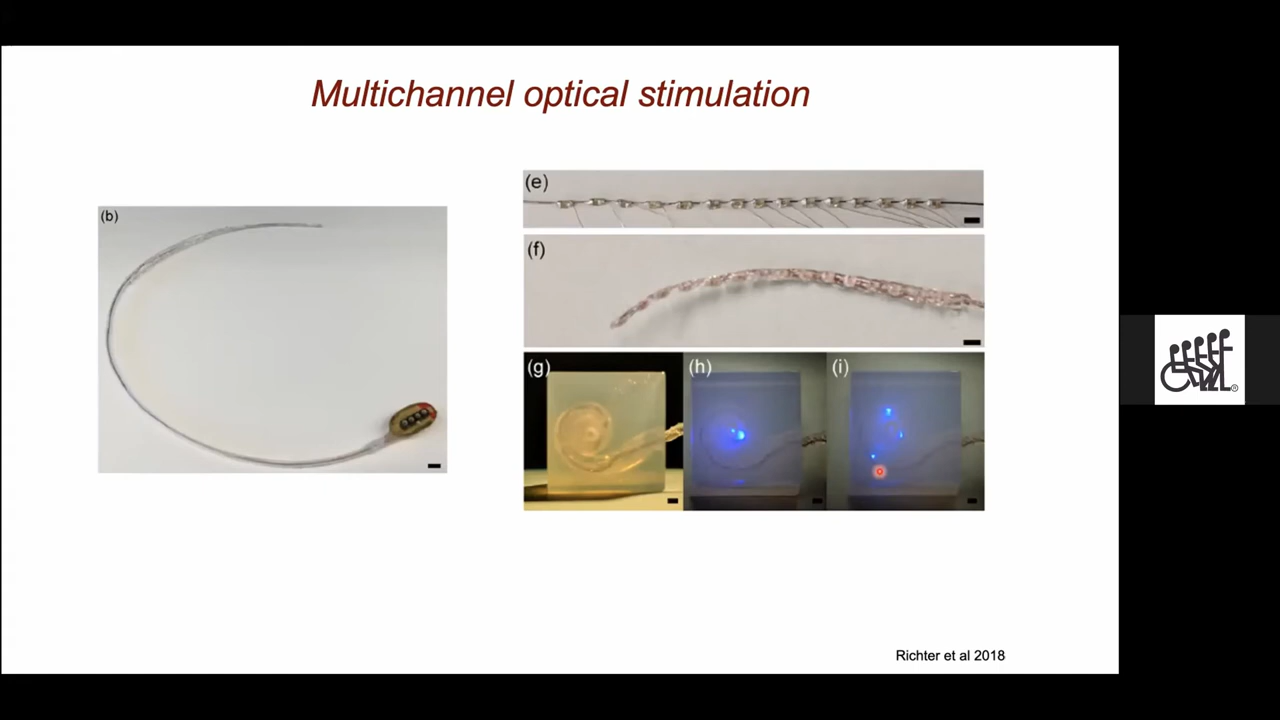 Multichannel optical stimulation
(b)
(e)
(f)
(g)
(h)
(i)
Richter et al 2018
®